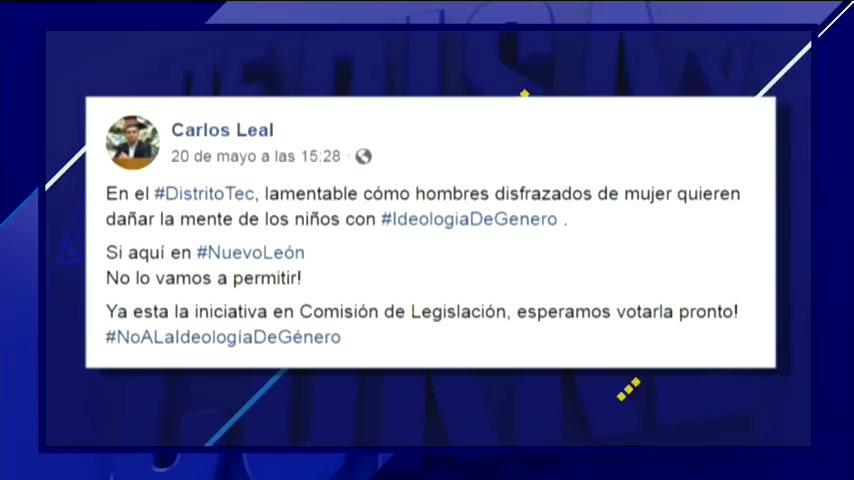 Carlos Leal
20 de mayo a las 15:28 ·
En el #DistritoTec, lamentable cómo hombres disfrazados de mujer quieren
dañar la mente de los niños con #IdeologiaDeGenero .
Si aquí en #NuevoLeón
No lo vamos a permitir!
Ya esta la iniciativa en Comisión de Legislación, esperamos votarla pronto!
#NoALaIdeologíaDeGénero